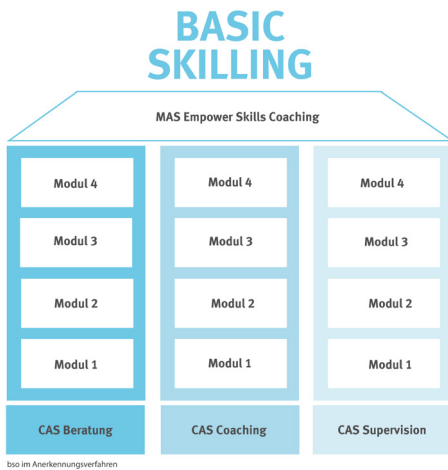 BASIC
SKILLING
MAS Empower Skills Coaching
Modul 4 Modul 4 Modul 4
Modul 3 Modul 3 Modul 3
Modul 2 Modul 2 Modul 2
Modul 1 Modul 1 Modul 1
CAS Beratung CAS Coaching CAS Supervision
bso im Anerkennungsverfahren